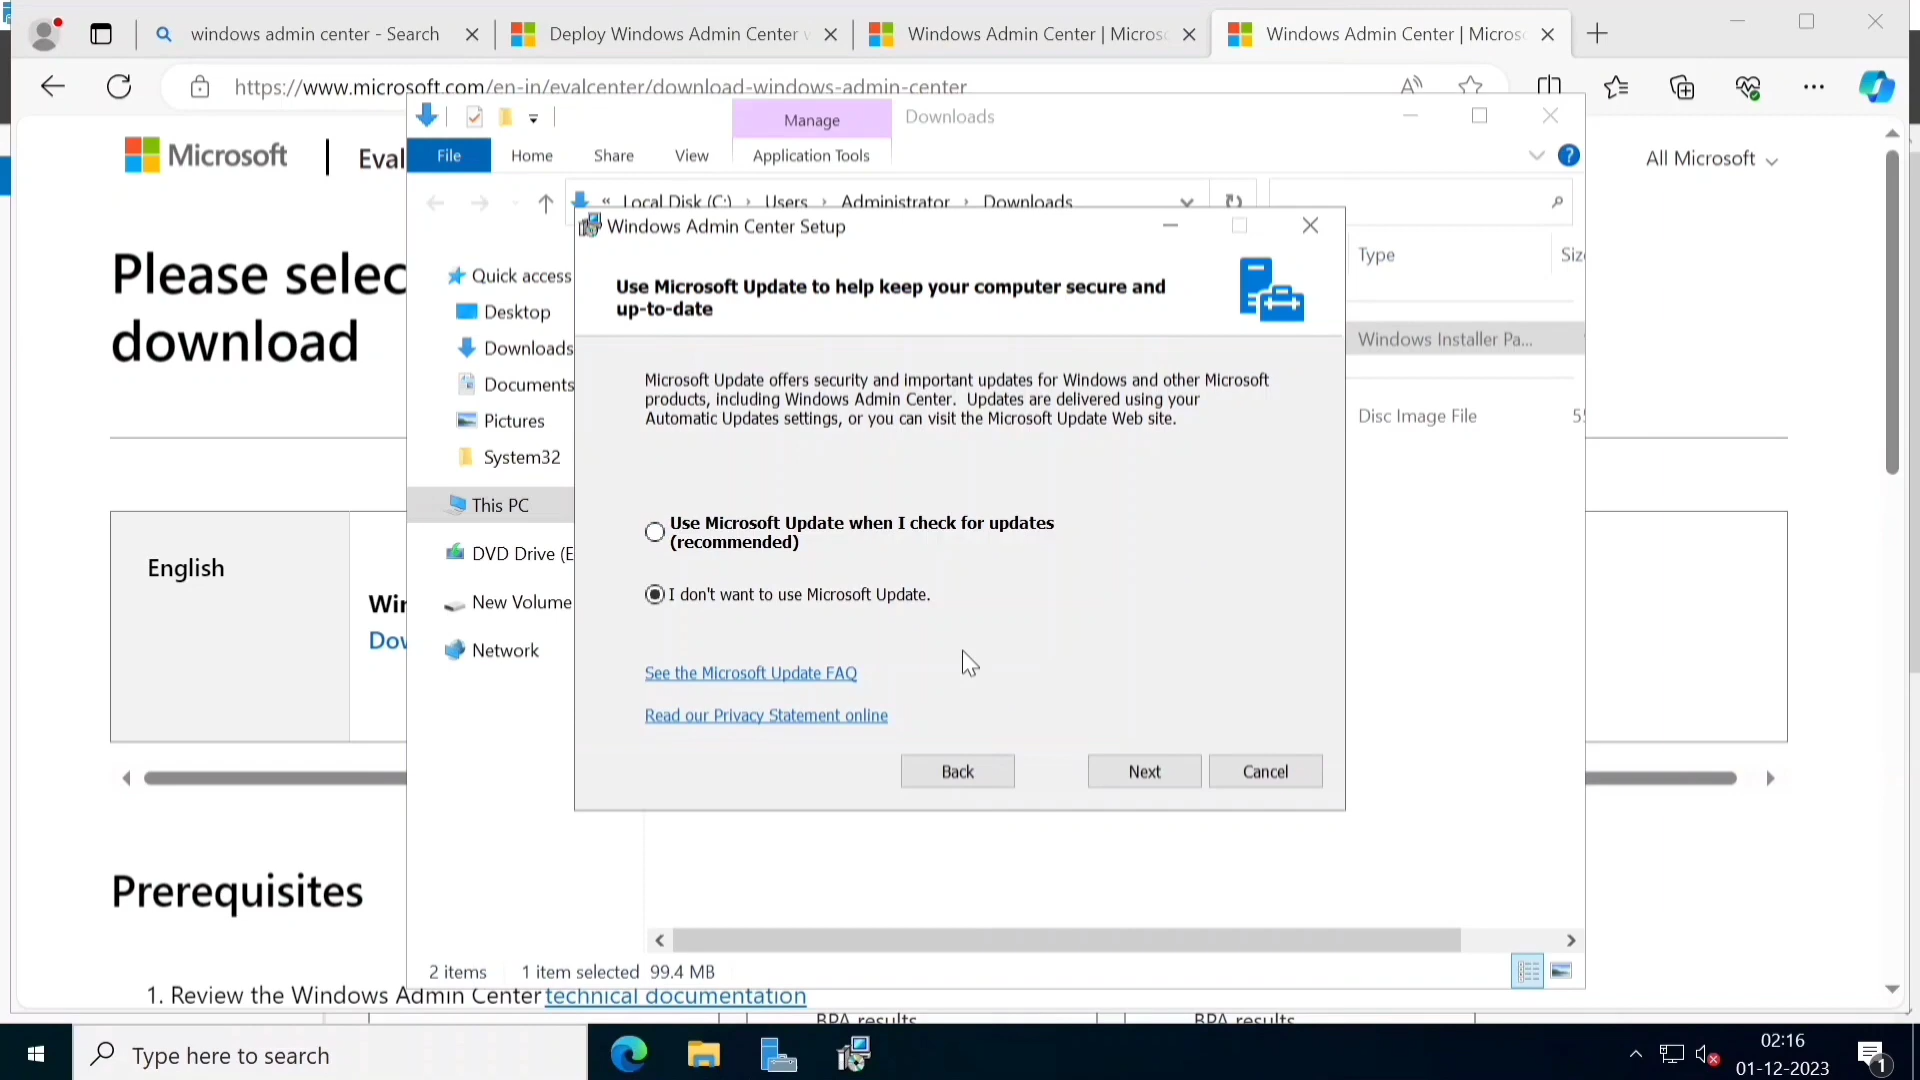 windows admin center - Search
Deploy Windows Admin Center
Windows Admin Center | Micros
Windows Admin Center | Micros
https://www.microsoft.com/en-in/evalcenter/download-windows-admin-center
Manage
Downloads
File
Home
Share
View
Application Tools
Microsoft
Eval
All Microsoft
« Local Disk (C:) › Users › Administrator › Downloads
Windows Admin Center Setup
Type
Size
Please selec
download
Use Microsoft Update to help keep your computer secure and
up-to-date
Quick access
Desktop
Downloads
Documents
Pictures
System32
This PC
DVD Drive (E
New Volume
Network
Windows Installer Pa...
Disc Image File
55
Microsoft Update offers security and important updates for Windows and other Microsoft
products, including Windows Admin Center. Updates are delivered using your
Automatic Updates settings, or you can visit the Microsoft Update Web site.
Use Microsoft Update when I check for updates
(recommended)
I don't want to use Microsoft Update.
See the Microsoft Update FAQ
Read our Privacy Statement online
English
Win
Dow
Back
Next
Cancel
Prerequisites
2 items
1 item selected 99.4 MB
1. Review the Windows Admin Center technical documentation
BPA results
BPA results
Type here to search
02:16
01-12-2023
1